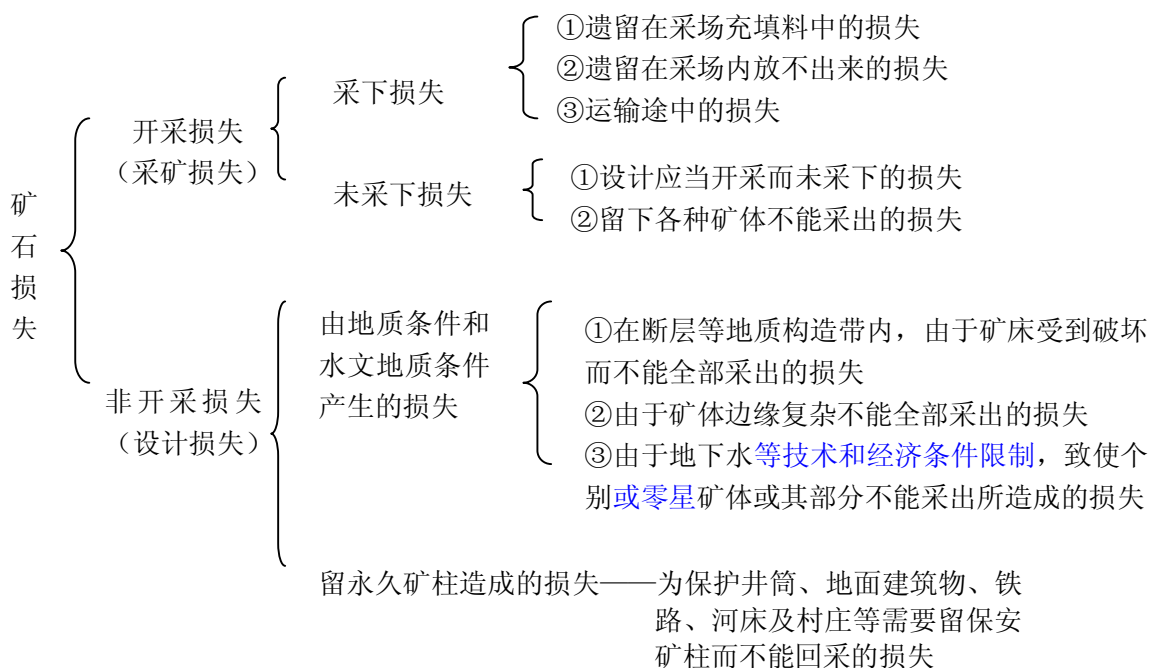 矿石损失
开采损失
（采矿损失）
采下损失
①遗留在采场充填料中的损失
②遗留在采场内放不出来的损失
③运输途中的损失
未采下损失
①设计应当开采而未采下的损失
②留下各种矿体不能采出的损失
非开采损失
（设计损失）
由地质条件和
水文地质条件
产生的损失
①在断层等地质构造带内，由于矿床受到破坏
而不能全部采出的损失
②由于矿体边缘复杂不能全部采出的损失
③由于地下水等技术和经济条件限制，致使个
别或零星矿体或其部分不能采出所造成的损失
留永久矿柱造成的损失——为保护井筒、地面建筑物、铁
路、河床及村庄等需要留保安
矿柱而不能回采的损失